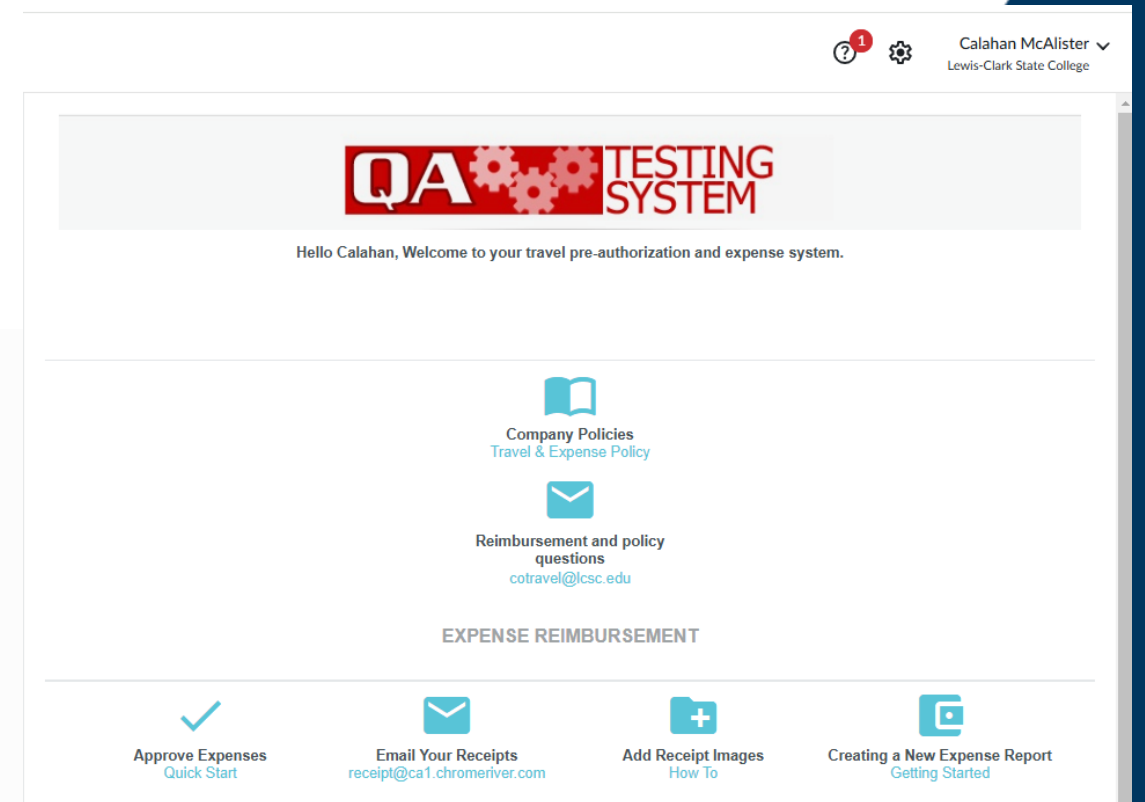 1
Calahan McAlister
Lewis-Clark State College
QA TESTING
SYSTEM
Hello Calahan, Welcome to your travel pre-authorization and expense system.
Company Policies
Travel & Expense Policy
Reimbursement and policy
questions
cotravel@lcsc.edu
EXPENSE REIMBURSEMENT
Approve Expenses
Quick Start
Email Your Receipts
receipt@ca1.chromeriver.com
Add Receipt Images
How To
Creating a New Expense Report
Getting Started